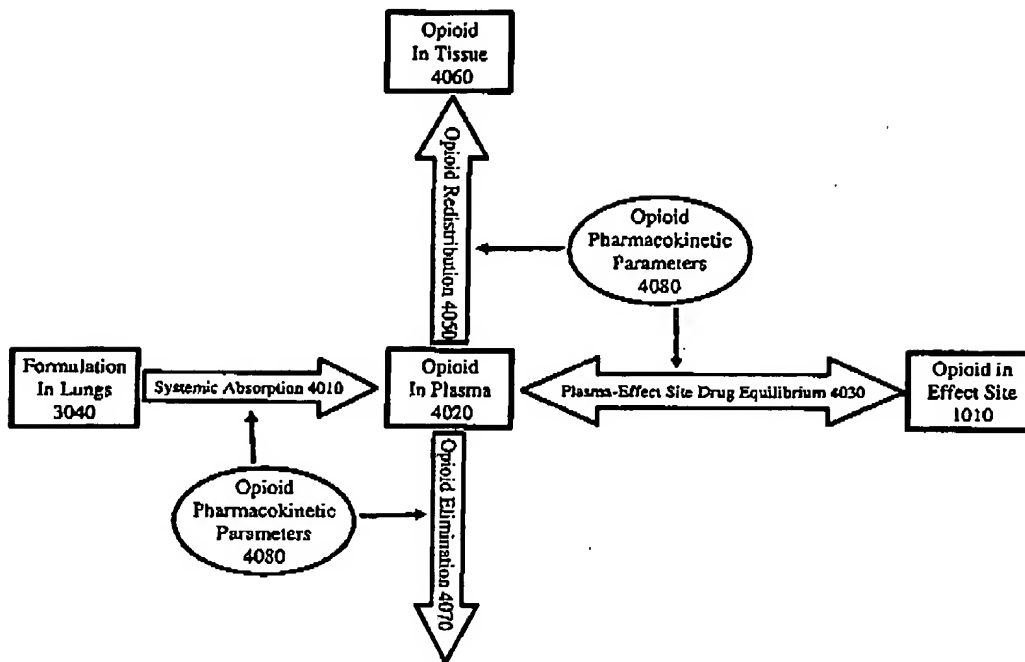 Opioid
In Tissue
4060
Opioid Redistribution 4050
Opioid
Pharmacokinetic
Parameters
4080
Formulation
In Lungs
3040
Systemic Absorption 4010
Opioid
In Plasma
4020
Plasma-Effect Site Drug Equilibrium 4030
Opioid in
Effect Site
1010
Opioid
Pharmacokinetic
Parameters
4080
Opioid Elimination 4070